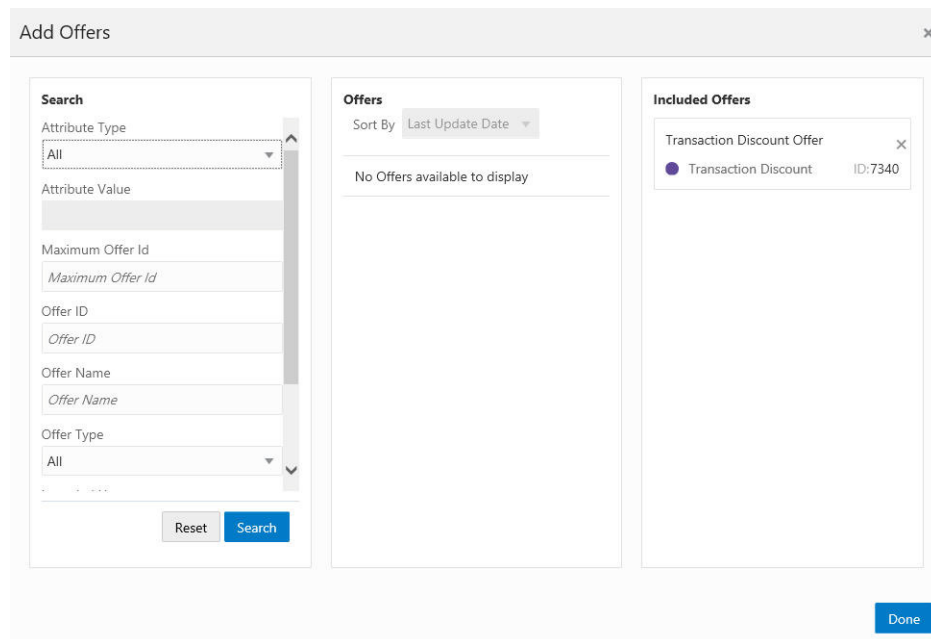 Add Offers
Search
Attribute Type
All
Attribute Value
Maximum Offer Id
Maximum Offer Id
Offer ID
Offer ID
Offer Name
Offer Name
Offer Type
All
Reset Search
Offers
Sort By Last Update Date
No Offers available to display
Included Offers
Transaction Discount Offer
Transaction Discount ID:7340
Done